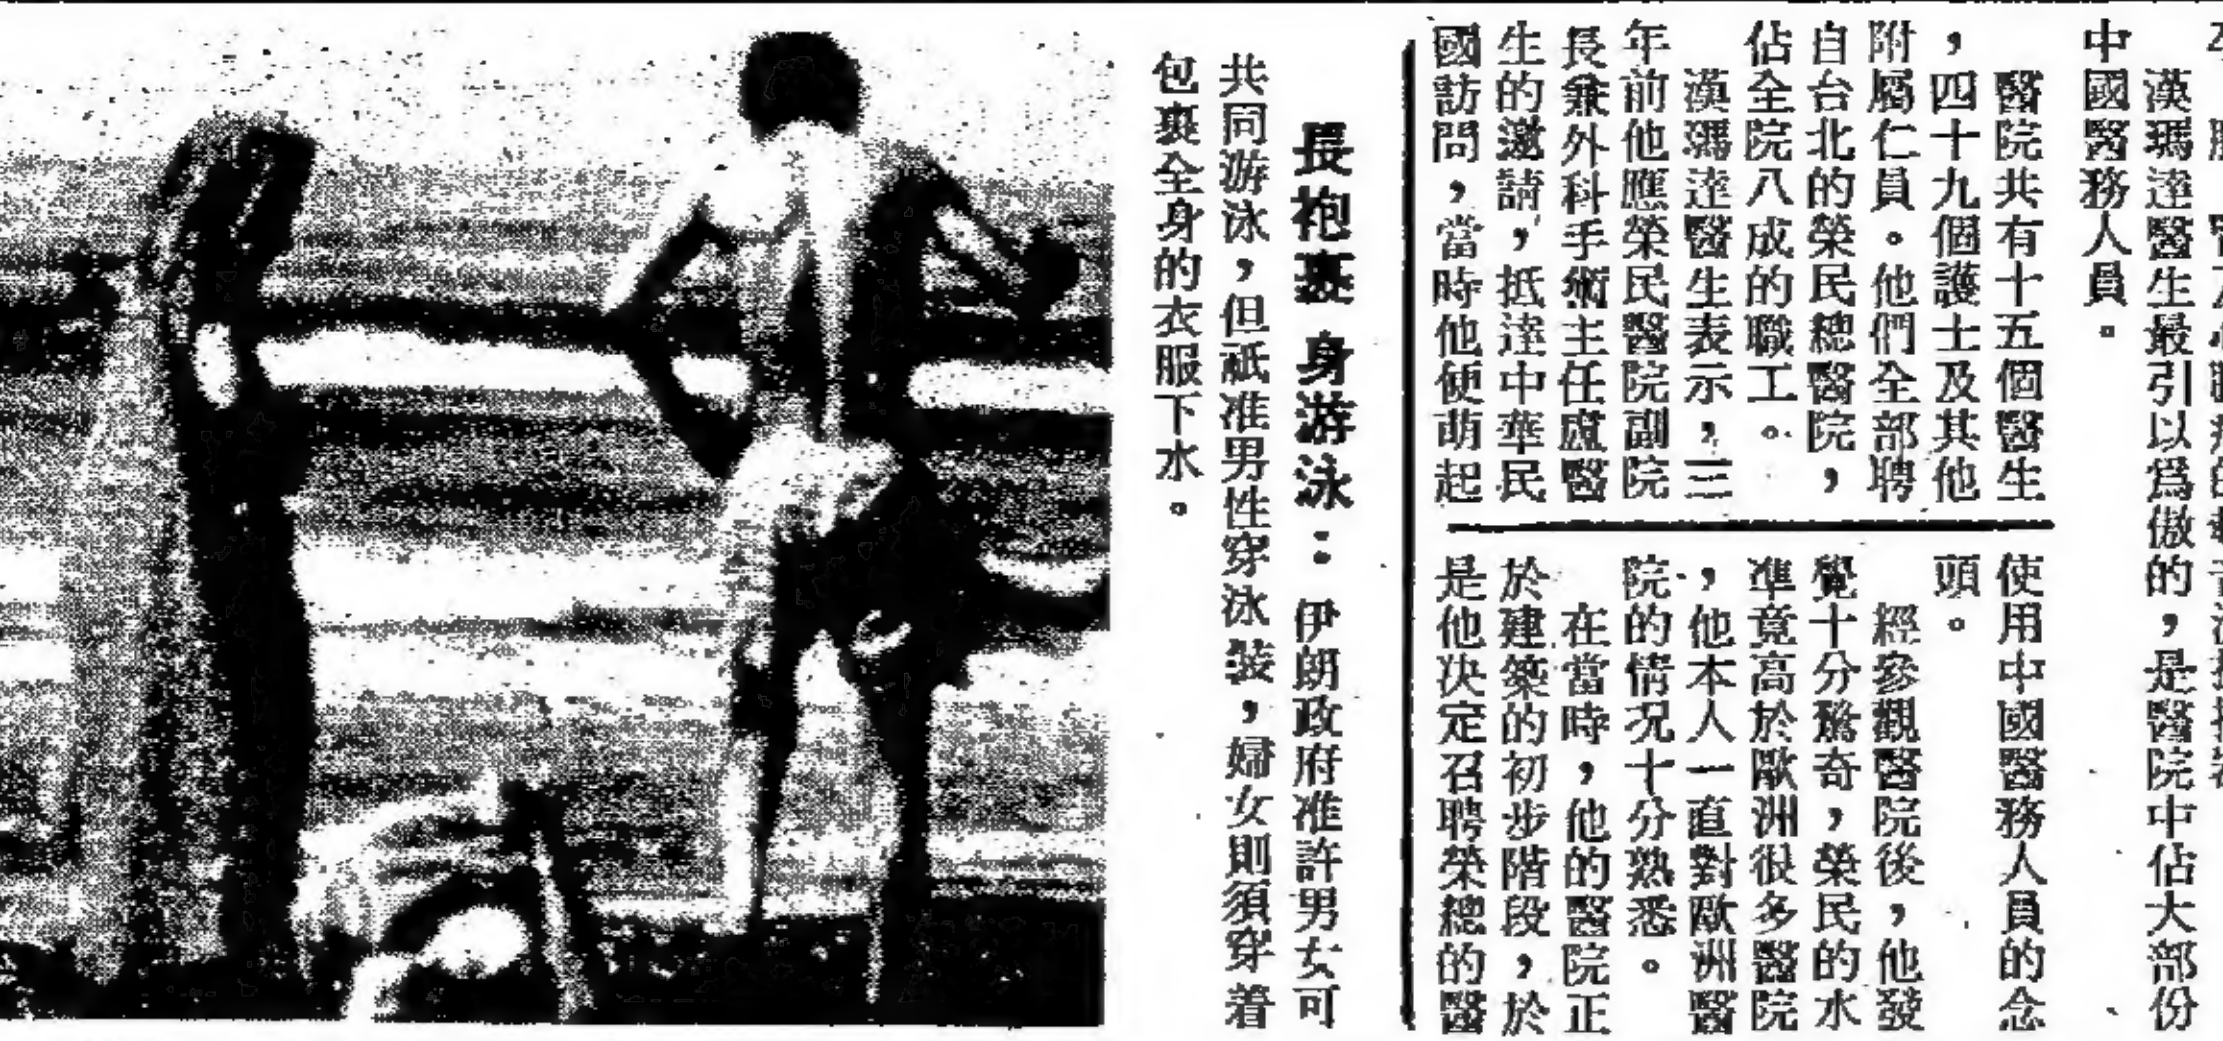 漢瑪達醫生最引以爲傲的，是醫院中佔大部份
中國醫務人員。
醫院共有十五個醫生
，四十九個護士及其他
附屬仁員。他們全部聘
自台北的榮民總醫院，
佔全院八成的職工。
漢瑪達醫生表示，三
年前他應榮民醫院副院
長兼外科手術主任盧醫
生的邀請，抵達中華民
國訪問，當時他便萌起
使用中國醫務人員的念
頭。
經參觀醫院後，他發
覺十分驚奇，榮民的水
準竟高於歐洲很多醫院
，他本人一直對歐洲醫
院的情况十分熟悉。
在當時，他的醫院正
於建築的初步階段，於
是他决定召聘榮總的醫
長袍裹身游泳：伊朗政府准許男女可
共同游泳，但祇准男性穿泳裝，婦女則須穿着
包裹全身的衣服下水。